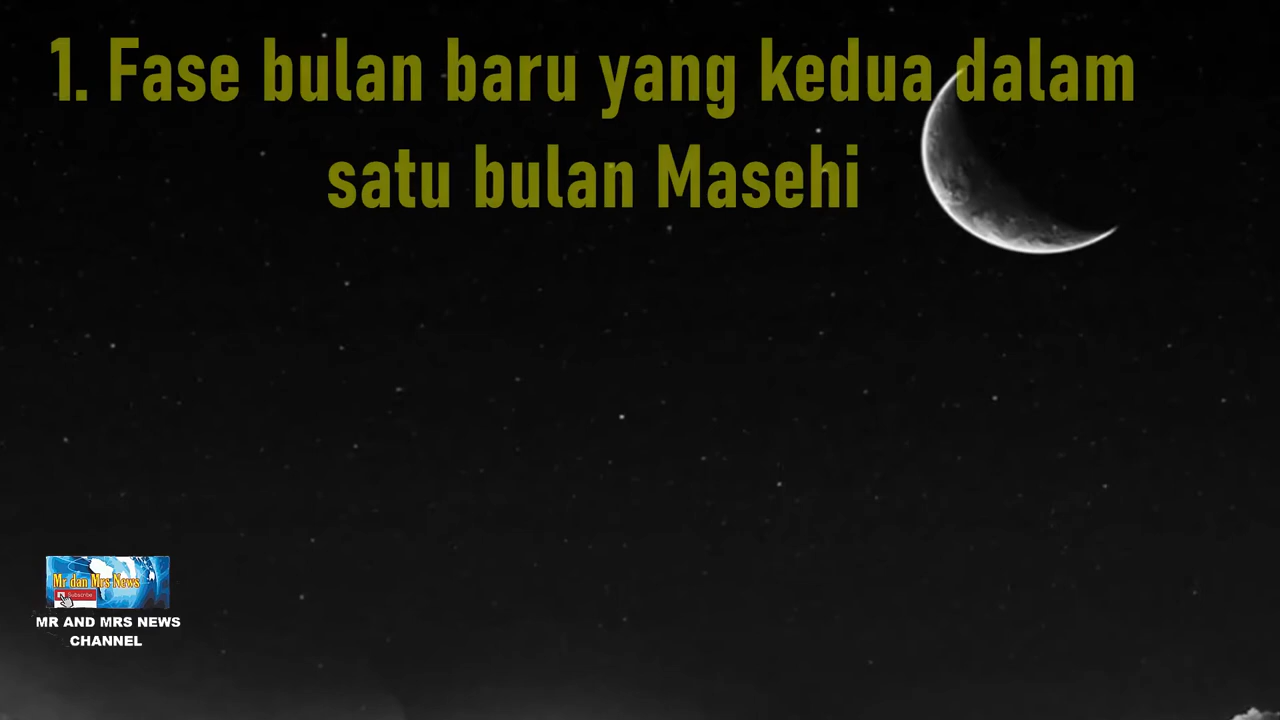 1. Fase bulan baru yang kedua dalam
satu bulan Masehi
Mr dan Mrs News
Subscribe
MR AND MRS NEWS
CHANNEL